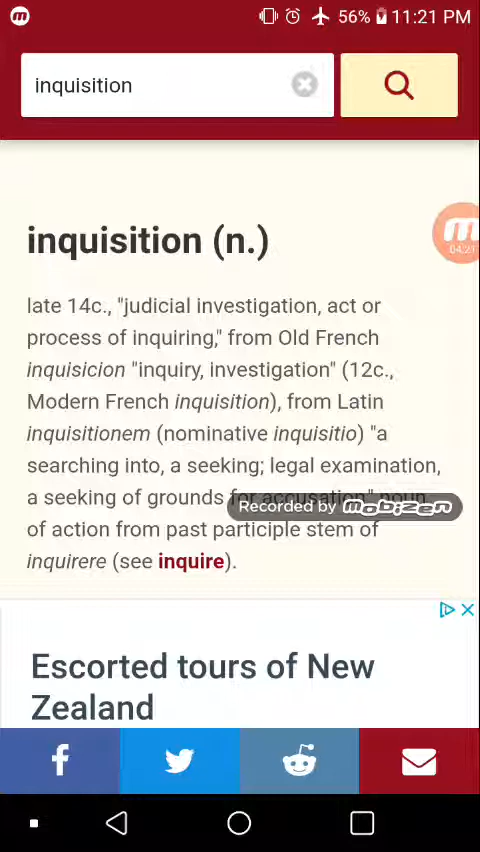 56% 11:21 PM
inquisition
inquisition (n.)
04:21
late 14c., "judicial investigation, act or
process of inquiring," from Old French
inquisicion "inquiry, investigation" (12c.,
Modern French inquisition), from Latin
inquisitionem (nominative inquisitio) "a
searching into, a seeking; legal examination,
a seeking of grounds for accusation" noun
Recorded by mobizen
of action from past participle stem of
inquirere (see inquire).
Escorted tours of New
Zealand